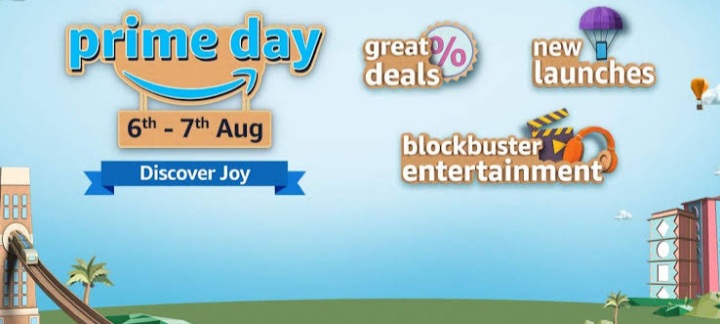 prime day
6th - 7th Aug
Discover Joy
great %
deals
new
launches
blockbuster
entertainment